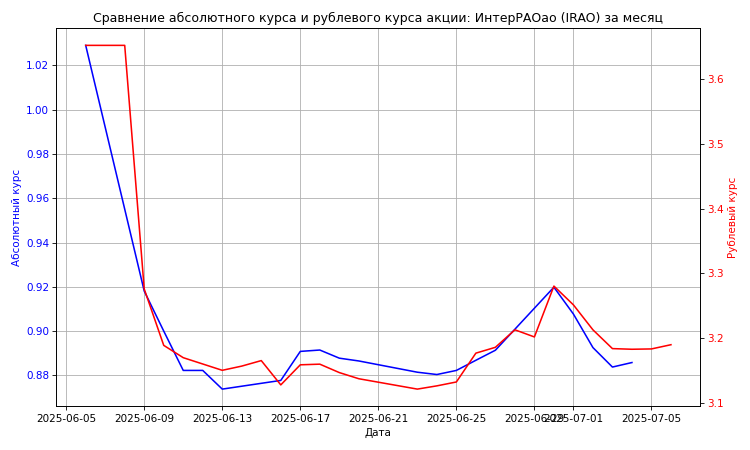 Сравнение абсолютного курса и рублевого курса акции: ИнтерРАОао (IRAO) за месяц
Абсолютный курс
1.02
1.00
0.98
0.96
0.94
0.92
0.90
0.88
3.6
3.5
3.4
3.3
3.2
3.1
Рублевый курс
2025-06-05 2025-06-09 2025-06-13 2025-06-17 2025-06-21 2025-06-25 2025-06-29 2025-07-01 2025-07-05
Дата